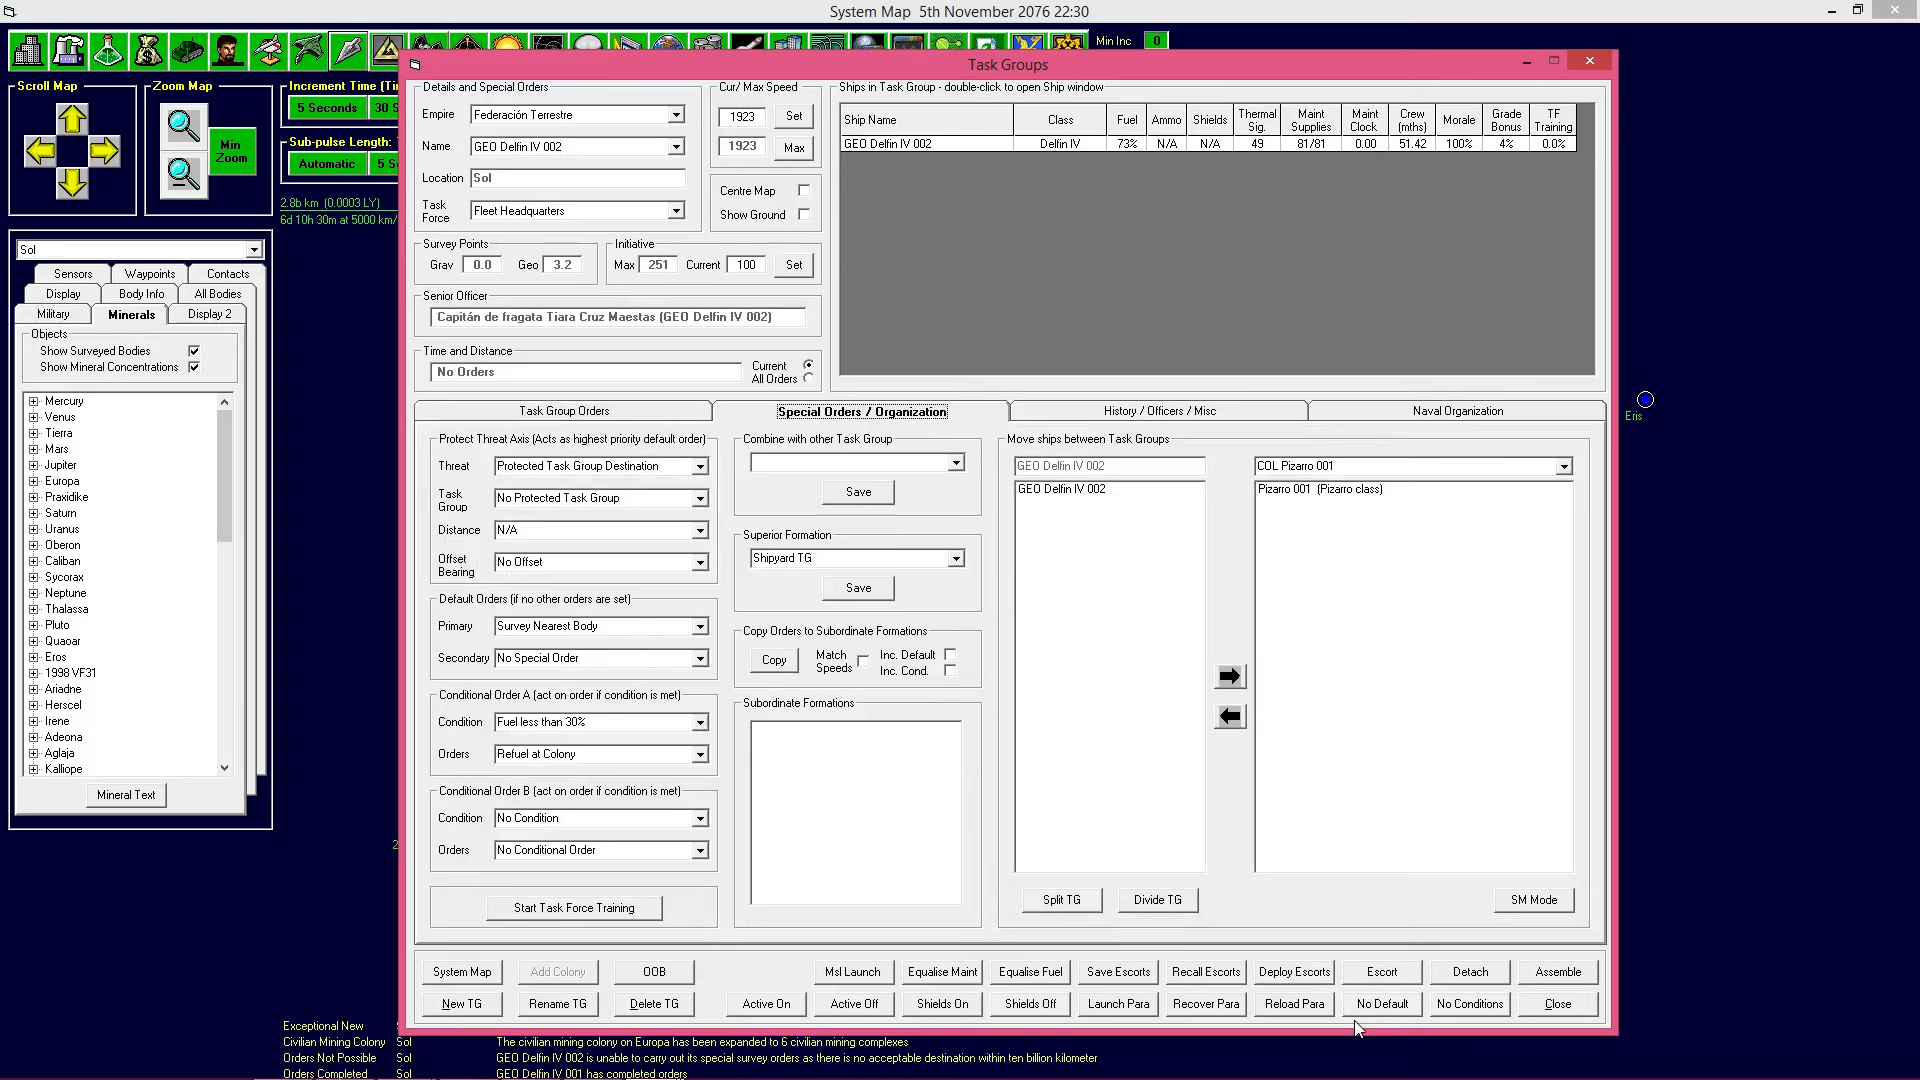 System Map 5th November 2076 22:30
Min Inc 0
Task Groups
Scroll Map
Zoom Map
Min Zoom
Increment Time (Ti
5 Seconds 30 S
Sub-pulse Length:
Automatic 5 S
2.8b km (0.0003 LY)
6d 10h 30m at 5000 km/
Sol
Sensors Waypoints Contacts
Display Body Info All Bodies
Military Minerals Display 2
Objects
Show Surveyed Bodies
Show Mineral Concentrations
Mercury
Venus
Tierra
Mars
Jupiter
Europa
Praxidike
Saturn
Uranus
Oberon
Caliban
Sycorax
Neptune
Thalassa
Pluto
Quaoar
Eros
1998 VF31
Ariadne
Herscel
Irene
Adeona
Aglaja
Kalliope
Mineral Text
Details and Special Orders
Empire Federación Terrestre
Name GEO Delfin IV 002
Location Sol
Task Force Fleet Headquarters
Cur/ Max Speed
1923 Set
1923 Max
Centre Map
Show Ground
Survey Points
Grav 0.0 Geo 3.2
Initiative
Max 251 Current 100 Set
Senior Officer
Capitán de fragata Tiara Cruz Maestas (GEO Delfin IV 002)
Time and Distance
No Orders
Current
All Orders
Ships in Task Group - double-click to open Ship window
Ship Name Class Fuel Ammo Shields Thermal Sig. Maint Supplies Maint Clock Crew (mths) Morale Grade Bonus TF Training
GEO Delfin IV 002 Delfin IV 73% N/A N/A 49 81/81 0.00 51.42 100% 4% 0.0%
Task Group Orders Special Orders / Organization History / Officers / Misc Naval Organization
Protect Threat Axis (Acts as highest priority default order)
Threat Protected Task Group Destination
Task Group No Protected Task Group
Distance N/A
Offset Bearing No Offset
Default Orders (if no other orders are set)
Primary Survey Nearest Body
Secondary No Special Order
Conditional Order A (act on order if condition is met)
Condition Fuel less than 30%
Orders Refuel at Colony
Conditional Order B (act on order if condition is met)
Condition No Condition
Orders No Conditional Order
Start Task Force Training
Combine with other Task Group
Save
Superior Formation
Shipyard TG
Save
Copy Orders to Subordinate Formations
Copy Match Speeds Inc. Default
Inc. Cond.
Subordinate Formations
Move ships between Task Groups
GEO Delfin IV 002 COL Pizarro 001
GEO Delfin IV 002 Pizarro 001 (Pizarro class)
Split TG Divide TG SM Mode
System Map Add Colony OOB Msl Launch Equalise Maint Equalise Fuel Save Escorts Recall Escorts Deploy Escorts Escort Detach Assemble
New TG Rename TG Delete TG Active On Active Off Shields On Shields Off Launch Para Recover Para Reload Para No Default No Conditions Close
Eris
2
Exceptional New S
Civilian Mining Colony Sol The civilian mining colony on Europa has been expanded to 6 civilian mining complexes
Orders Not Possible Sol GEO Delfin IV 002 is unable to carry out its special survey orders as there is no acceptable destination within ten billion kilometer
Orders Completed Sol GEO Delfin IV 001 has completed orders